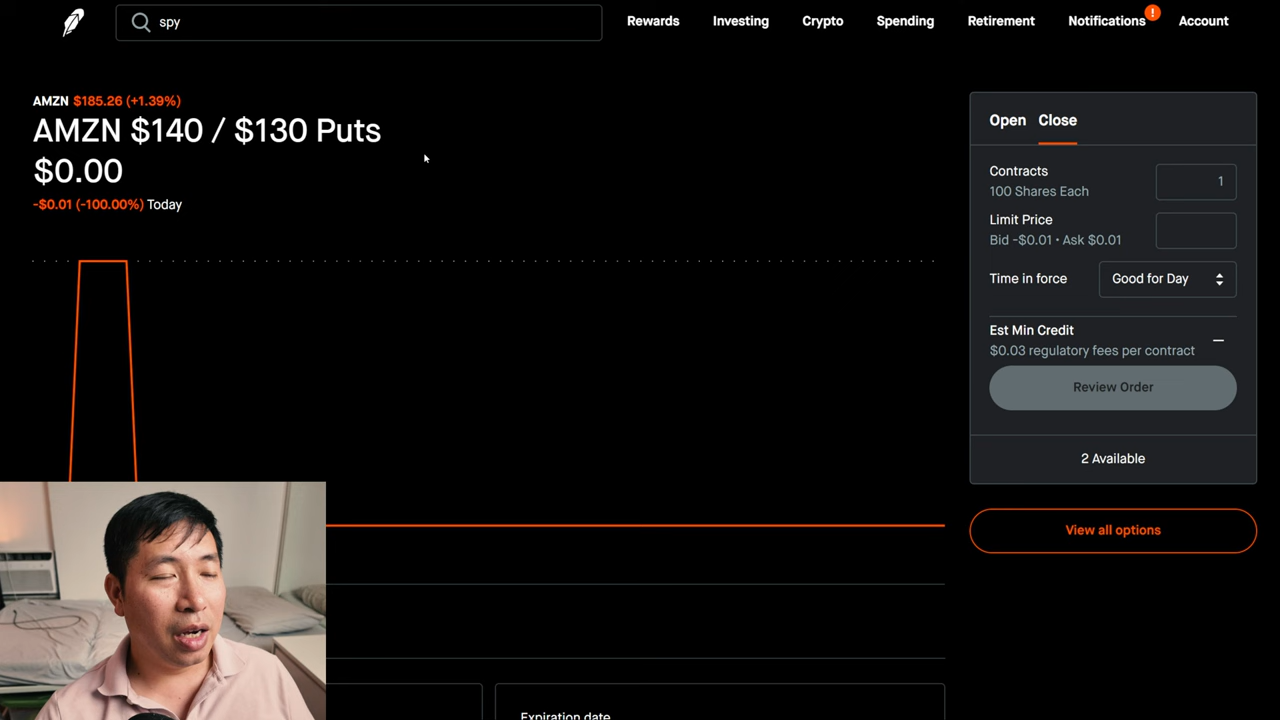 spy
Rewards
Investing
Crypto
Spending
Retirement
Notifications
!
Account
AMZN $185.26 (+1.39%)
AMZN $140 / $130 Puts
$0.00
-$0.01 (-100.00%) Today
Open Close
Contracts
100 Shares Each
1
Limit Price
Bid -$0.01 • Ask $0.01
Time in force
Good for Day
Est Min Credit
$0.03 regulatory fees per contract
–
Review Order
2 Available
View all options
Expiration date